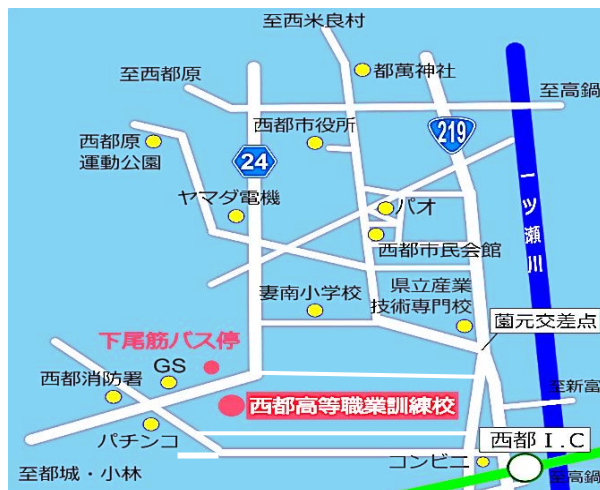 至西米良村
至西都原
都萬神社
至高鍋
西都市役所
219
西都原
運動公園
24
一ツ瀬川
ヤマダ電機
パオ
西都市民会館
妻南小学校
県立産業
技術専門校
園元交差点
下尾筋バス停
GS
西都消防署
至新富
西都高等職業訓練校
パチンコ
西都I.C
コンビニ
至都城・小林
至高鍋